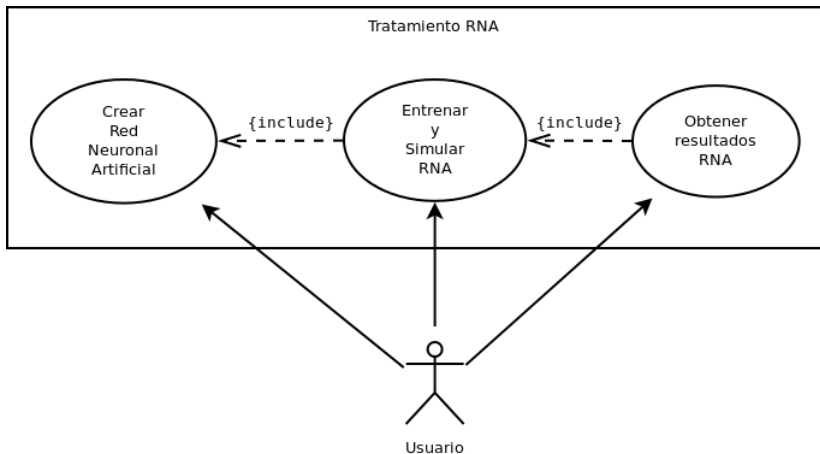 Tratamiento RNA
Crear
Red
Neuronal
Artificial
{include}
Entrenar
y
Simular
RNA
{include}
Obtener
resultados
RNA
Usuario